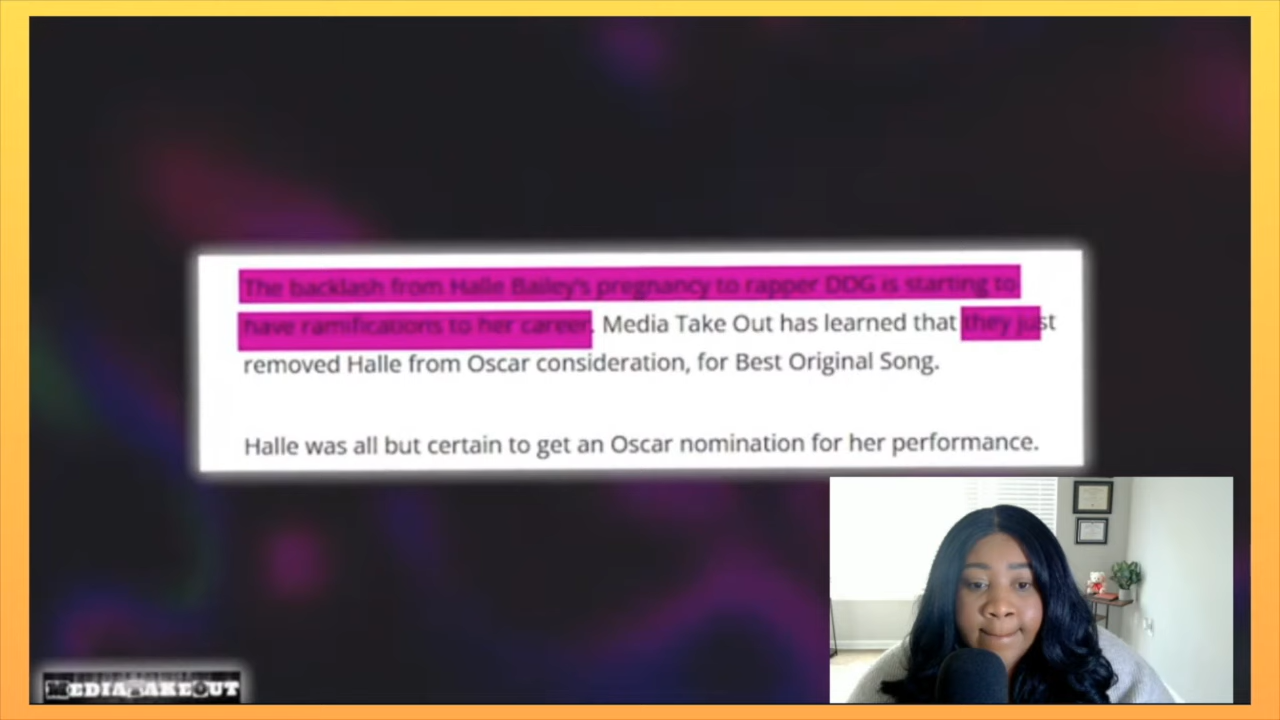 The backlash from Halle Bailey's pregnancy to rapper DDG is starting to
have ramifications to her career. Media Take Out has learned that they just
removed Halle from Oscar consideration, for Best Original Song.
Halle was all but certain to get an Oscar nomination for her performance.
MEDIATAKEOUT